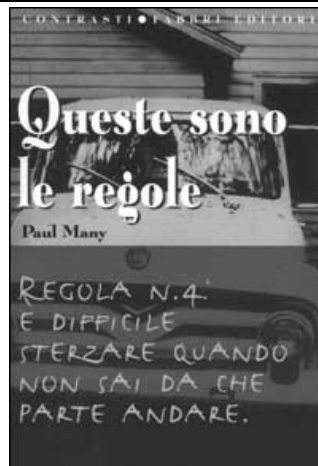 CONTRASTI ● FABBRI EDITORI
Queste sono
le regole
Paul Many
REGOLA N.4:
E DIFFICILE
STERZARE QUANDO
NON SAI DA CHE
PARTE ANDARE.